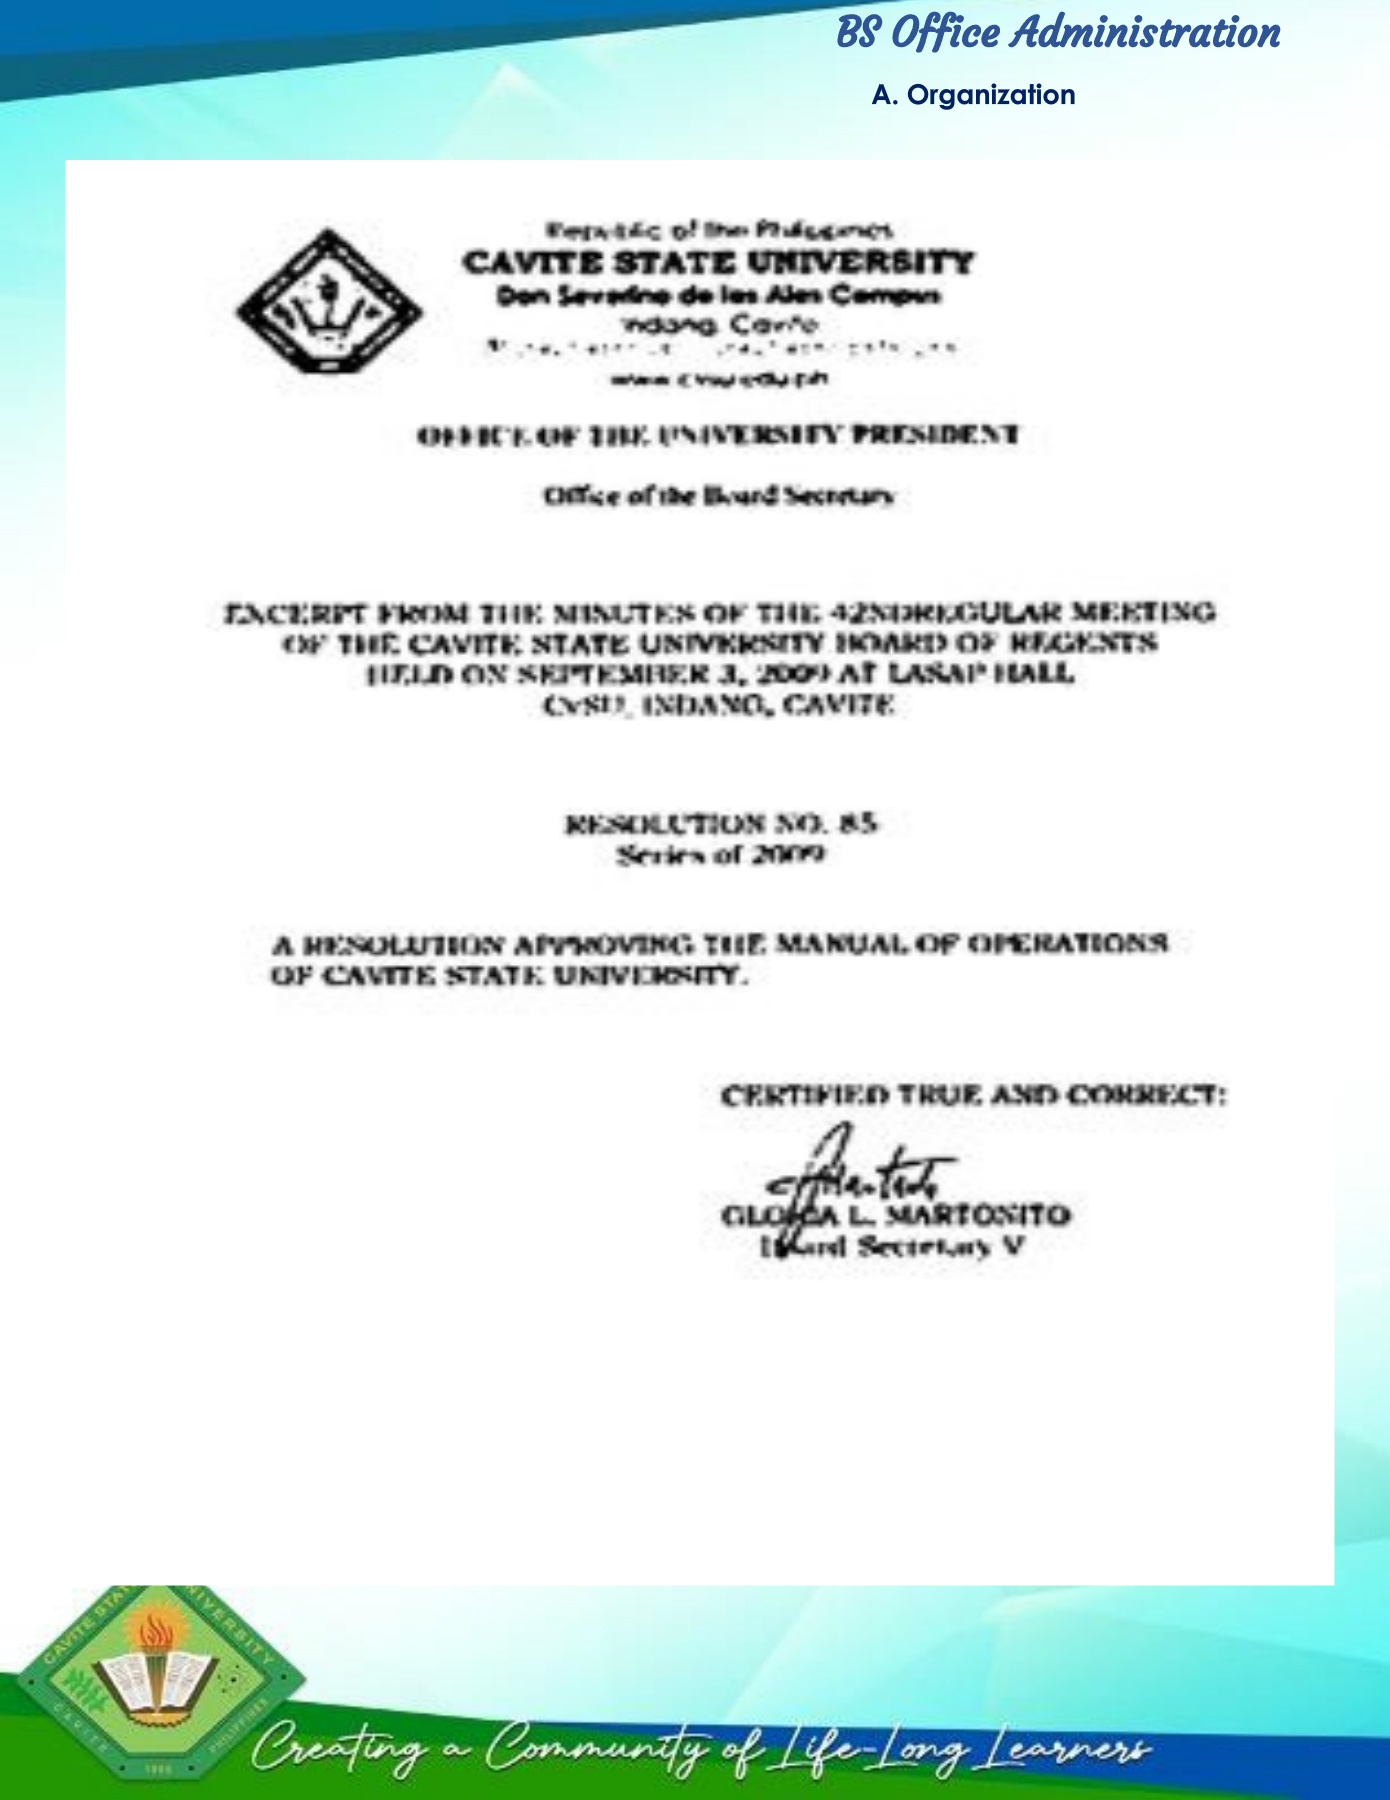 BS Office Administration
A. Organization
Republic of the Philippines
CAVITE STATE UNIVERSITY
Don Severino de las Alas Campus
Indang, Cavite
www.cvsu.edu.ph
OFFICE OF THE UNIVERSITY PRESIDENT
Office of the Board Secretary
EXCERPT FROM THE MINUTES OF THE 42NDREGULAR MEETING
OF THE CAVITE STATE UNIVERSITY BOARD OF REGENTS
HELD ON SEPTEMBER 3, 2009 AT LASAP HALL
CvSU, INDANG, CAVITE
RESOLUTION NO. 85
Series of 2009
A RESOLUTION APPROVING THE MANUAL OF OPERATIONS
OF CAVITE STATE UNIVERSITY.
CERTIFIED TRUE AND CORRECT:
GLORIA L. MARTONITO
Board Secretary V
CAVITE STATE UNIVERSITY
CAVITE PHILIPPINES
1906
Creating a Community of Life-Long Learners